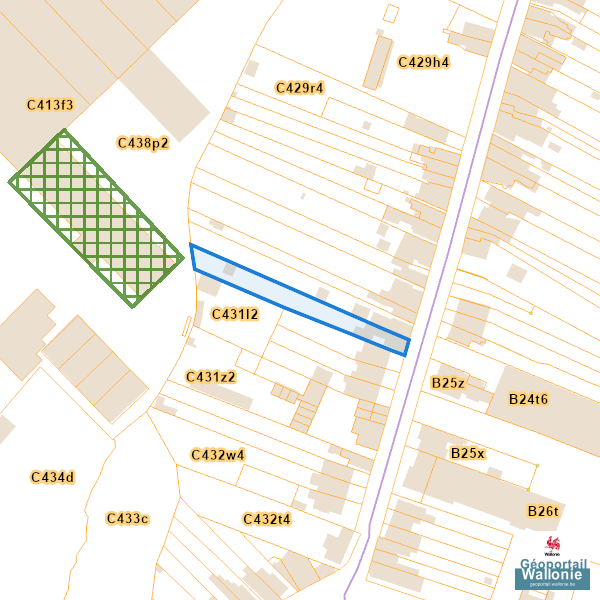 C429h4
C429r4
C413f3
C438p2
C431l2
C431z2
B25z
B24t6
C432w4
B25x
C434d
C433c
C432t4
B26t
Wallonie
Géoportail
Wallonie
geoportail.wallonie.be